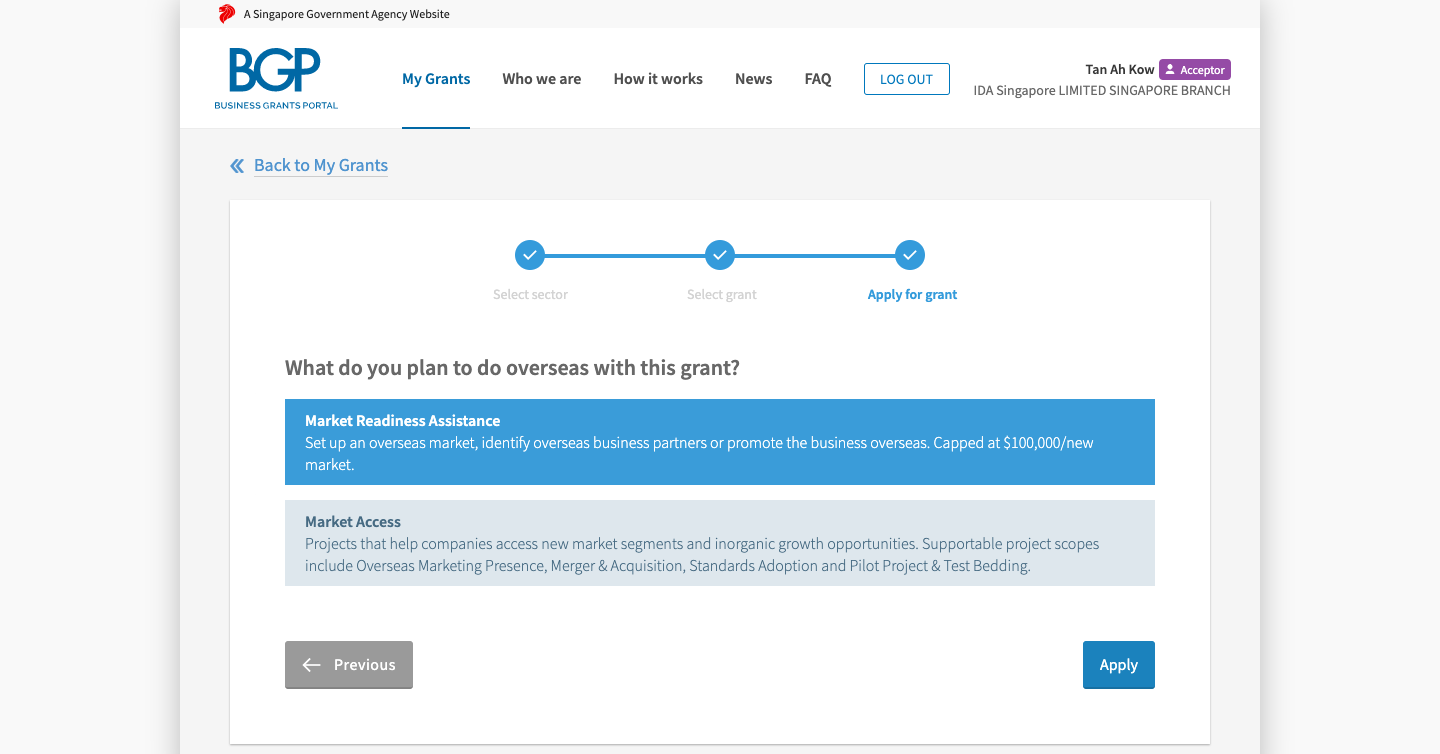 A Singapore Government Agency Website
BGP
BUSINESS GRANTS PORTAL
My Grants
Who we are
How it works
News
FAQ
LOG OUT
Tan Ah Kow
Acceptor
IDA Singapore LIMITED SINGAPORE BRANCH
Back to My Grants
Select sector
Select grant
Apply for grant
What do you plan to do overseas with this grant?
Market Readiness Assistance
Set up an overseas market, identify overseas business partners or promote the business overseas. Capped at $100,000/new
market.
Market Access
Projects that help companies access new market segments and inorganic growth opportunities. Supportable project scopes
include Overseas Marketing Presence, Merger & Acquisition, Standards Adoption and Pilot Project & Test Bedding.
Previous
Apply